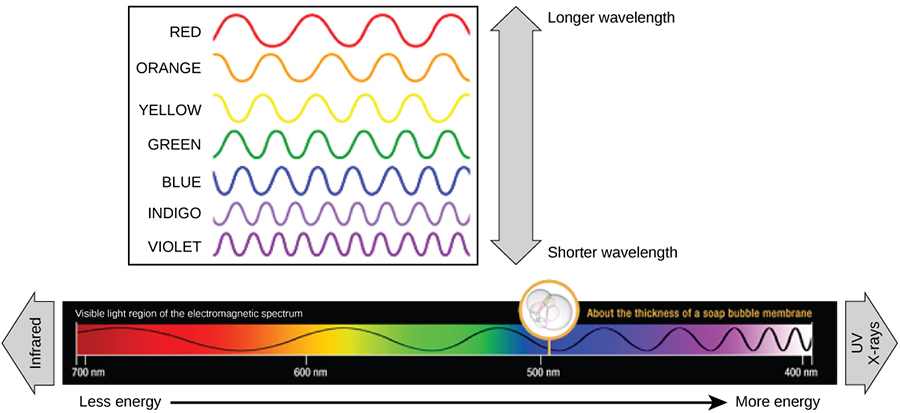 RED
ORANGE
YELLOW
GREEN
BLUE
INDIGO
VIOLET
Longer wavelength
Shorter wavelength
Visible light region of the electromagnetic spectrum
About the thickness of a soap bubble membrane
Infrared
UV
X-rays
700 nm
600 nm
500 nm
400 nm
Less energy
More energy